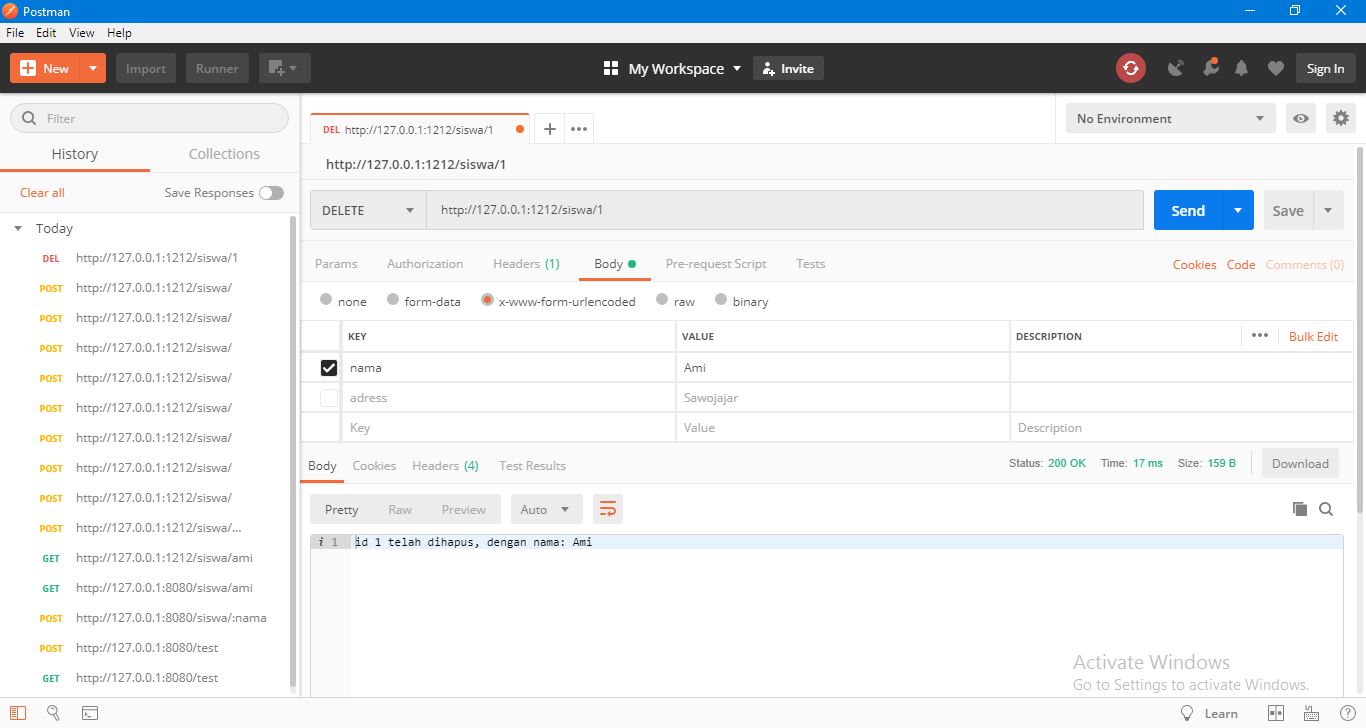 Postman
File Edit View Help
New Import Runner My Workspace Invite Sign In
Filter
History Collections
Clear all Save Responses
Today
DEL http://127.0.0.1:1212/siswa/1
POST http://127.0.0.1:1212/siswa/
POST http://127.0.0.1:1212/siswa/
POST http://127.0.0.1:1212/siswa/
POST http://127.0.0.1:1212/siswa/
POST http://127.0.0.1:1212/siswa/
POST http://127.0.0.1:1212/siswa/
POST http://127.0.0.1:1212/siswa/
POST http://127.0.0.1:1212/siswa/
POST http://127.0.0.1:1212/siswa/...
GET http://127.0.0.1:1212/siswa/ami
GET http://127.0.0.1:8080/siswa/ami
POST http://127.0.0.1:8080/siswa/:nama
POST http://127.0.0.1:8080/test
GET http://127.0.0.1:8080/test
DEL http://127.0.0.1:1212/siswa/1
No Environment
http://127.0.0.1:1212/siswa/1
DELETE http://127.0.0.1:1212/siswa/1 Send Save
Params Authorization Headers (1) Body Pre-request Script Tests Cookies Code Comments (0)
none form-data x-www-form-urlencoded raw binary
KEY VALUE DESCRIPTION ••• Bulk Edit
nama Ami
adress Sawojajar
Key Value Description
Body Cookies Headers (4) Test Results Status: 200 OK Time: 17 ms Size: 159 B Download
Pretty Raw Preview Auto
i 1 id 1 telah dihapus, dengan nama: Ami
Activate Windows
Go to Settings to activate Windows.
Learn